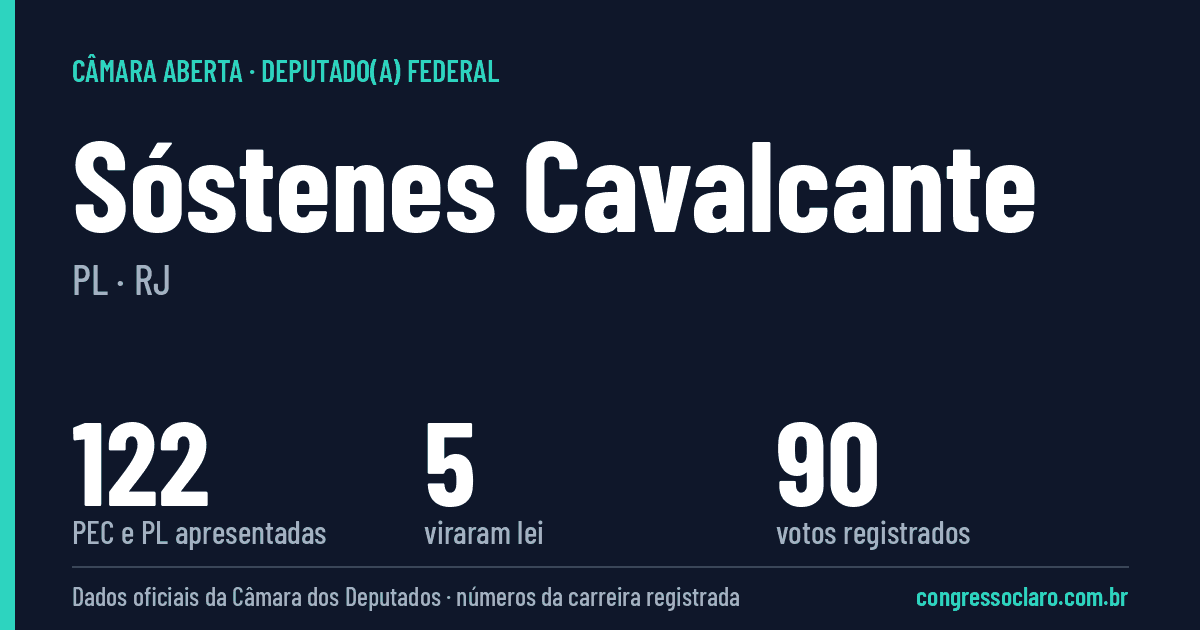 CÂMARA ABERTA · DEPUTADO(A) FEDERAL
Sóstenes Cavalcante
PL · RJ
122 5 90
PEC e PL apresentadas viraram lei votos registrados
Dados oficiais da Câmara dos Deputados · números da carreira registrada congressoclaro.com.br